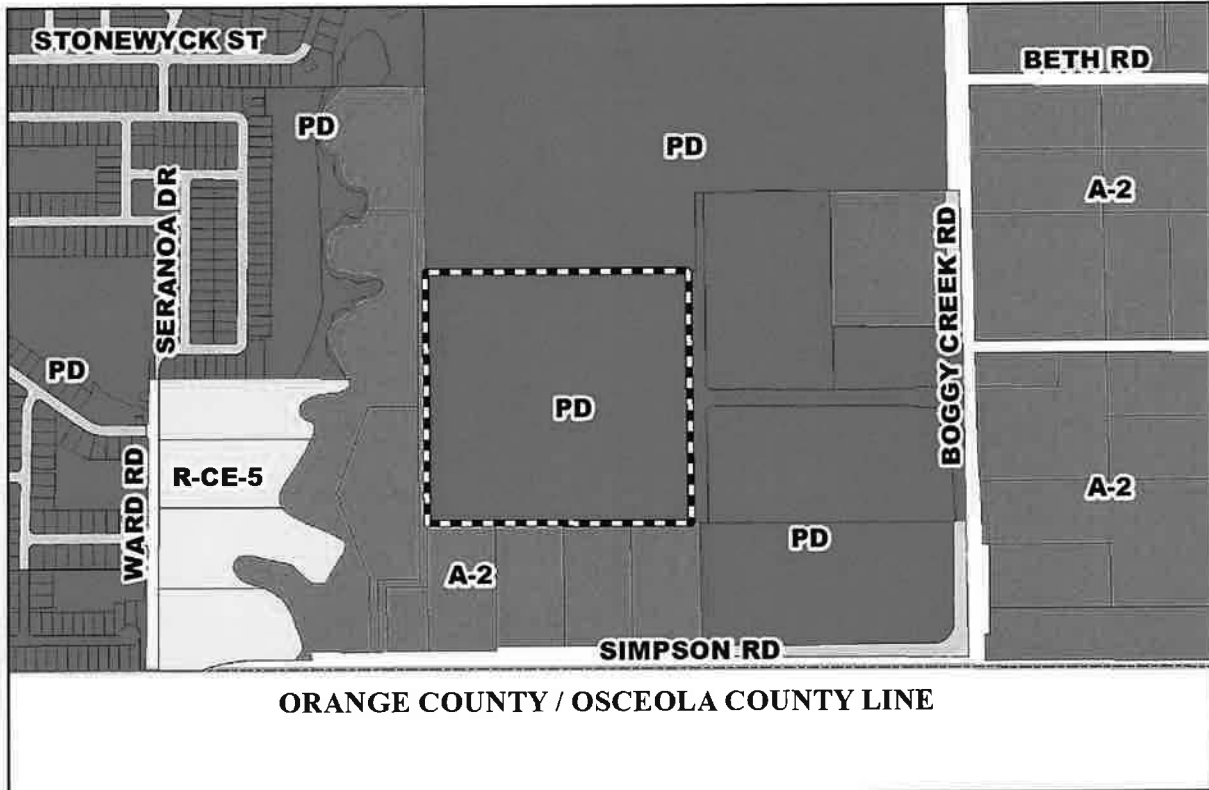 STONEWYCK ST
BETH RD
PD
PD
A-2
SERANOA DR
BOGGY CREEK RD
PD
PD
R-CE-5
WARD RD
A-2
PD
A-2
SIMPSON RD
ORANGE COUNTY / OSCEOLA COUNTY LINE